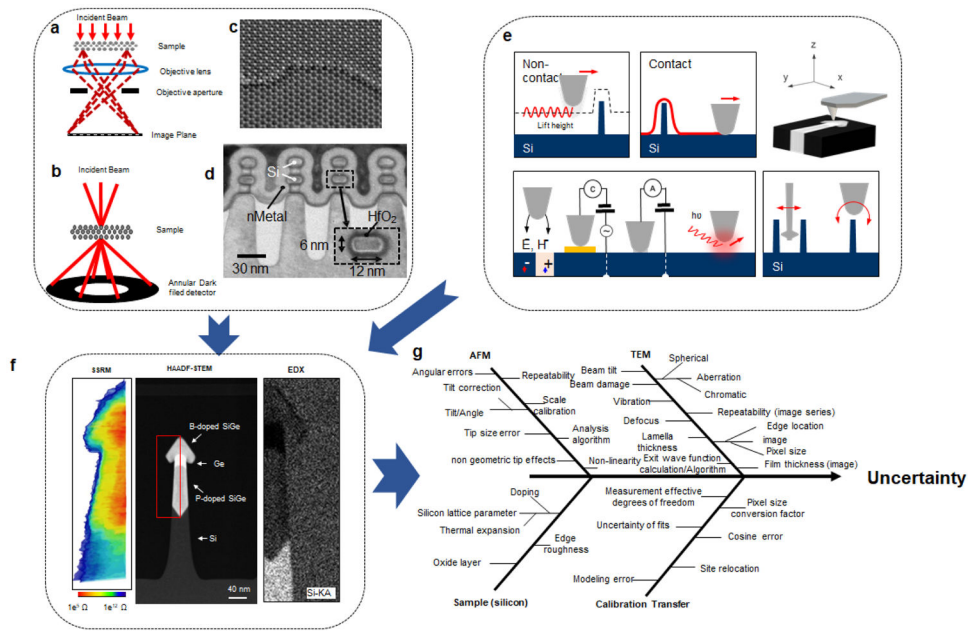 a
Incident Beam
Sample
Objective lens
Objective aperture
Image Plane
b
Incident Beam
Sample
Annular Dark
filed detector
c
d
Si
nMetal
HfO₂
6 nm
12 nm
30 nm
e
Non-
contact
Lift height
Si
Contact
z
y
x
C
A
~
E, H
-
+
hυ
Si
f
SSRM
1e⁵ Ω
1e¹² Ω
HAADF-STEM
B-doped SiGe
Ge
P-doped SiGe
Si
40 nm
EDX
Si-KA
g
AFM
Angular errors
Repeatability
Tilt correction
Scale
calibration
Tilt/Angle
Tip size error
Analysis
algorithm
non geometric tip effects
Non-linearity
TEM
Beam tilt
Spherical
Beam damage
Aberration
Chromatic
Vibration
Repeatability (image series)
Defocus
Edge location
Lamella
thickness
image
Pixel size
Exit wave function
calculation/Algorithm
Film thickness (image)
Uncertainty
Doping
Silicon lattice parameter
Thermal expansion
Edge
roughness
Oxide layer
Sample (silicon)
Measurement effective
degrees of freedom
Pixel size
conversion factor
Uncertainty of fits
Cosine error
Site relocation
Modeling error
Calibration Transfer